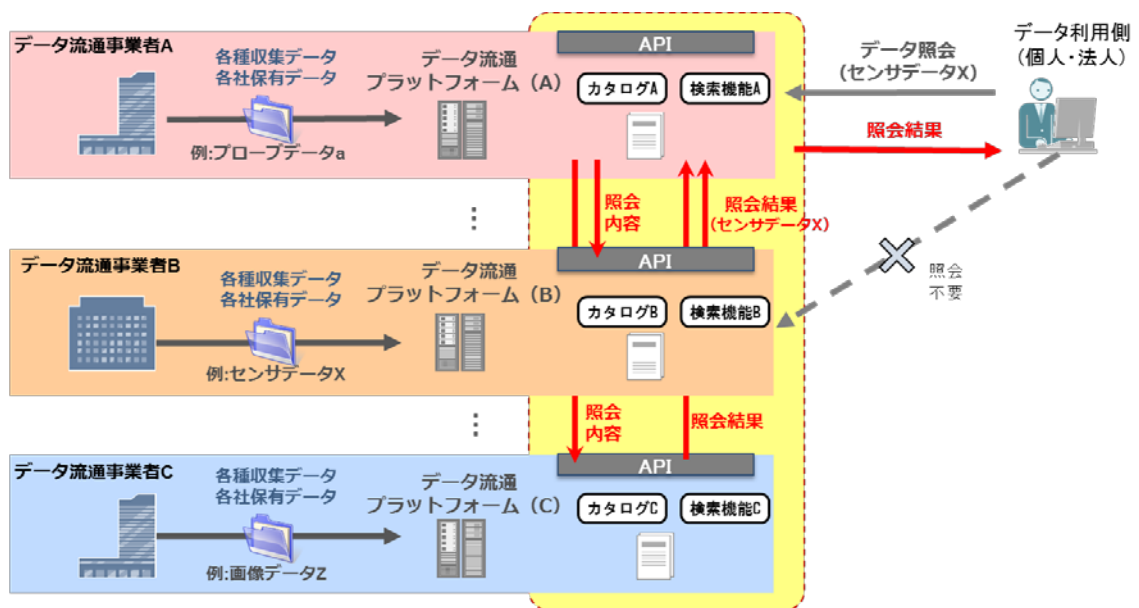 データ流通事業者A
各種収集データ
各社保有データ
例:プローブデータa
データ流通
プラットフォーム（A）
API
カタログA
検索機能A
データ照会
(センサデータX)
データ利用側
(個人・法人)
照会結果
照会
内容
照会結果
(センサデータX)
データ流通事業者B
各種収集データ
各社保有データ
例:センサデータX
データ流通
プラットフォーム（B）
API
カタログB
検索機能B
照会
不要
照会
内容
照会結果
データ流通事業者C
各種収集データ
各社保有データ
例:画像データZ
データ流通
プラットフォーム（C）
API
カタログC
検索機能C